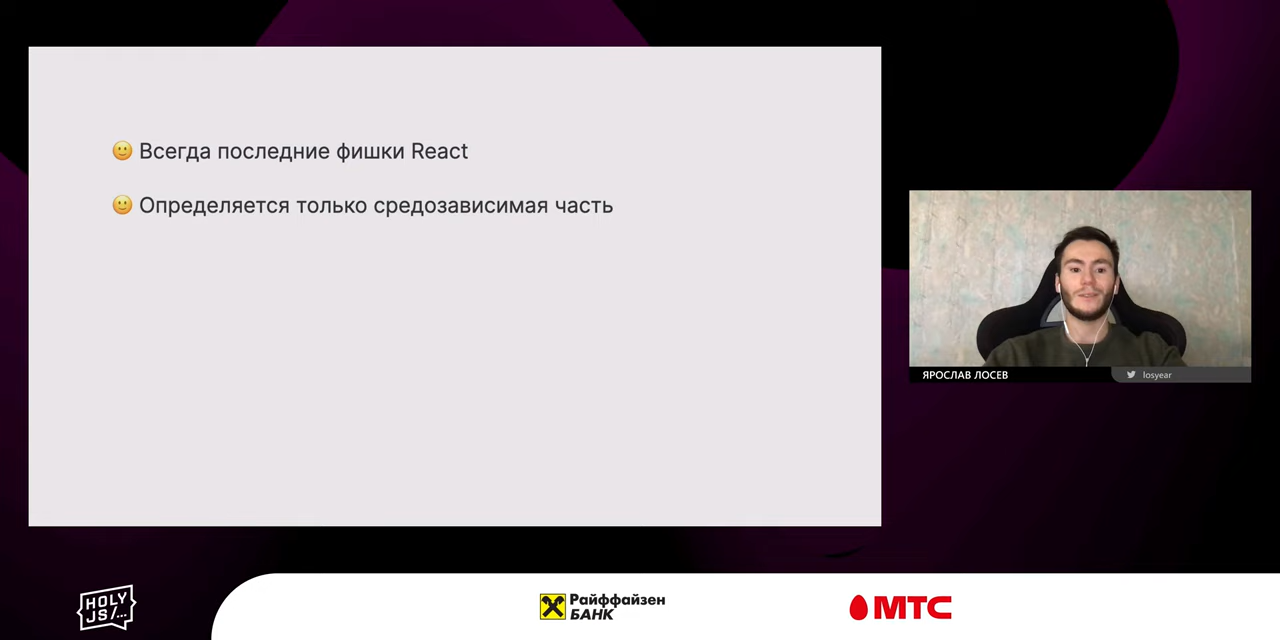 🙂 Всегда последние фишки React
🙂 Определяется только средозависимая часть
ЯРОСЛАВ ЛОСЕВ
losyear
HOLY
JS/...
Райффайзен
БАНК
МТС